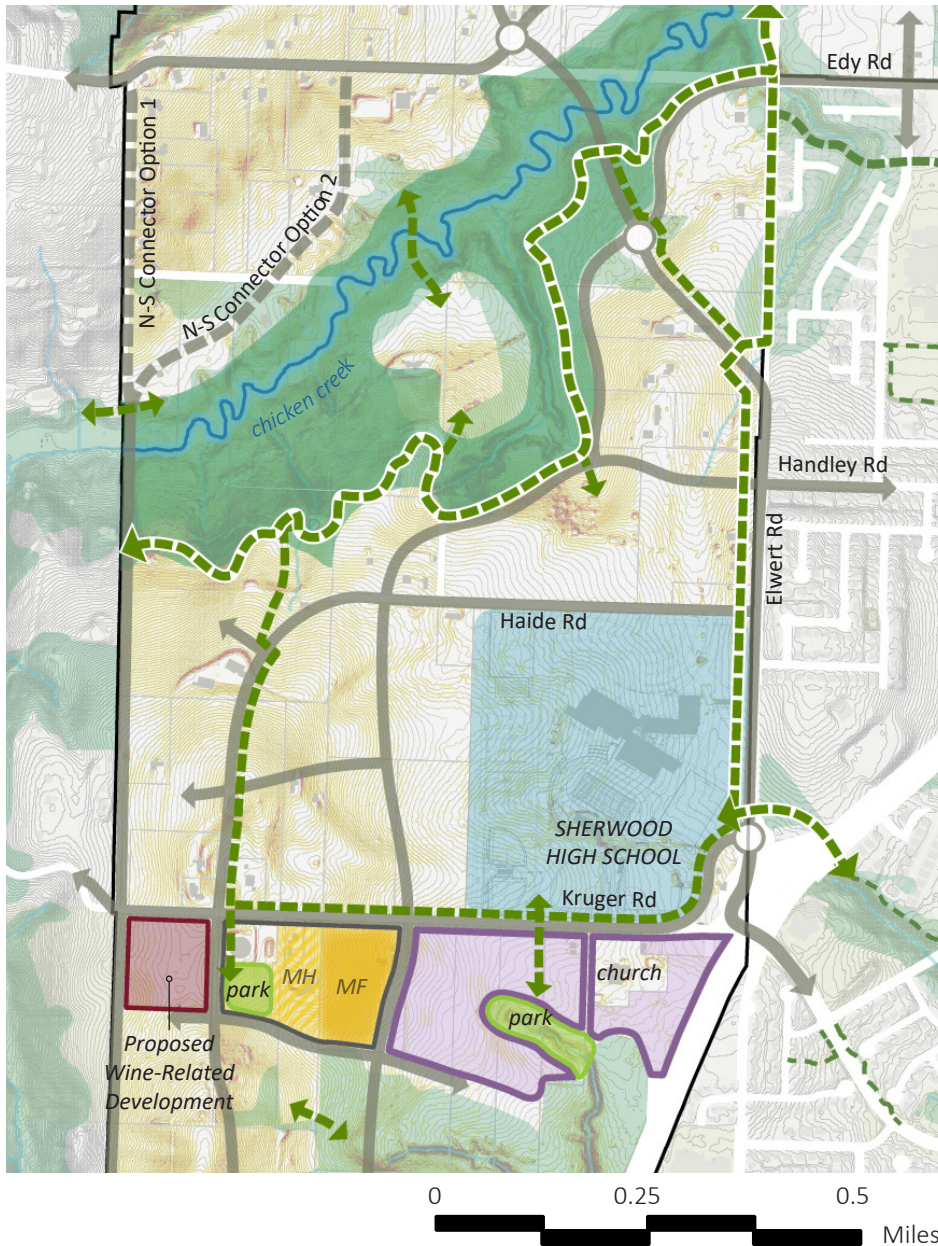 Edy Rd
N-S Connector Option 1
N-S Connector Option 2
chicken creek
Handley Rd
Elwert Rd
Haide Rd
SHERWOOD
HIGH SCHOOL
Kruger Rd
park
MH
MF
church
park
Proposed
Wine-Related
Development
0
0.25
0.5
Miles